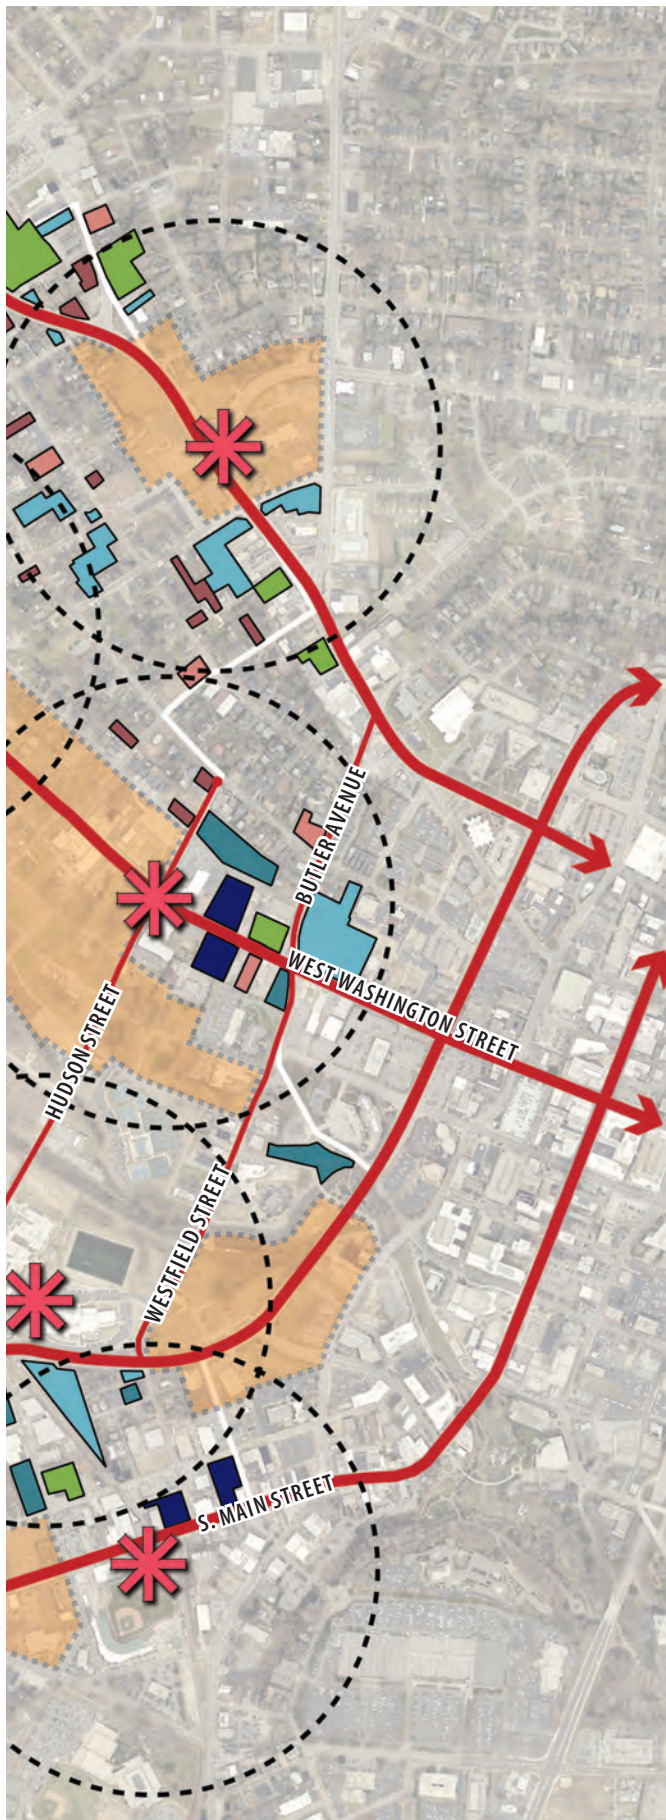 BUTLER AVENUE
WEST WASHINGTON STREET
HUDSON STREET
WESTFIELD STREET
S. MAIN STREET